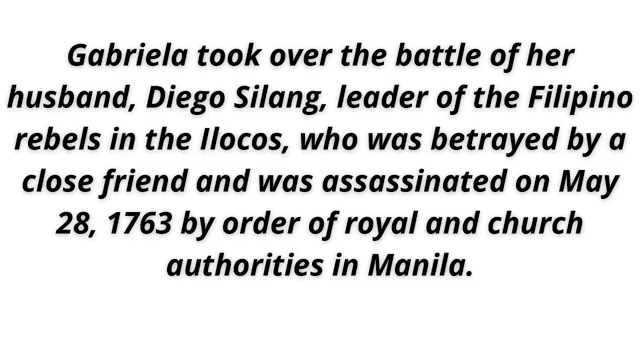 Gabriela took over the battle of her
husband, Diego Silang, leader of the Filipino
rebels in the Ilocos, who was betrayed by a
close friend and was assassinated on May
28, 1763 by order of royal and church
authorities in Manila.